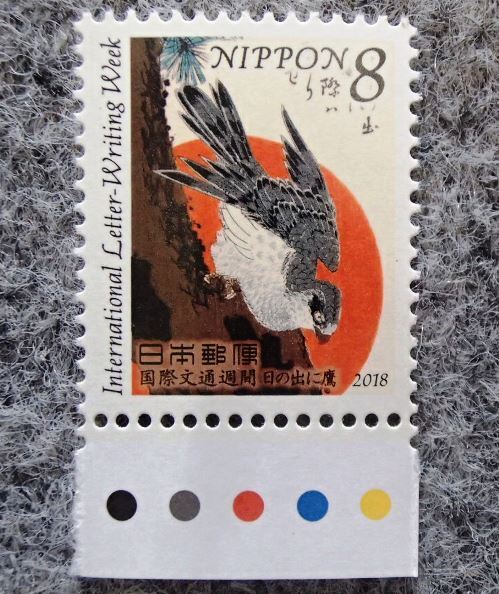 International Letter-Writing Week
NIPPON 8
日本郵便
国際文通週間 日の出に鷹
2018